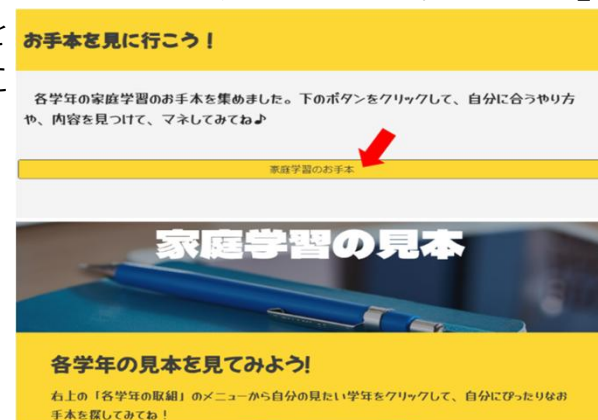 お手本を見に行こう！
各学年の家庭学習のお手本を集めました。下のボタンをクリックして、自分に合うやり方
や、内容を見つけて、マネしてみてね♪
家庭学習のお手本
家庭学習の見本
各学年の見本を見てみよう!
右上の「各学年の取組」のメニューから自分の見たい学年をクリックして、自分にぴったりなお
手本を探してみてね！